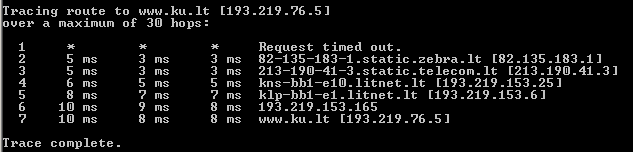 Tracing route to www.ku.lt [193.219.76.5]
over a maximum of 30 hops:
1 * * * Request timed out.
2 5 ms 3 ms 3 ms 82-135-183-1.static.zebra.lt [82.135.183.1]
3 5 ms 3 ms 3 ms 213-190-41-3.static.telecom.lt [213.190.41.3]
4 6 ms 5 ms 5 ms kns-bb1-e10.litnet.lt [193.219.153.25]
5 8 ms 7 ms 7 ms klp-bb1-e1.litnet.lt [193.219.153.6]
6 10 ms 9 ms 8 ms 193.219.153.165
7 10 ms 8 ms 8 ms www.ku.lt [193.219.76.5]
Trace complete.